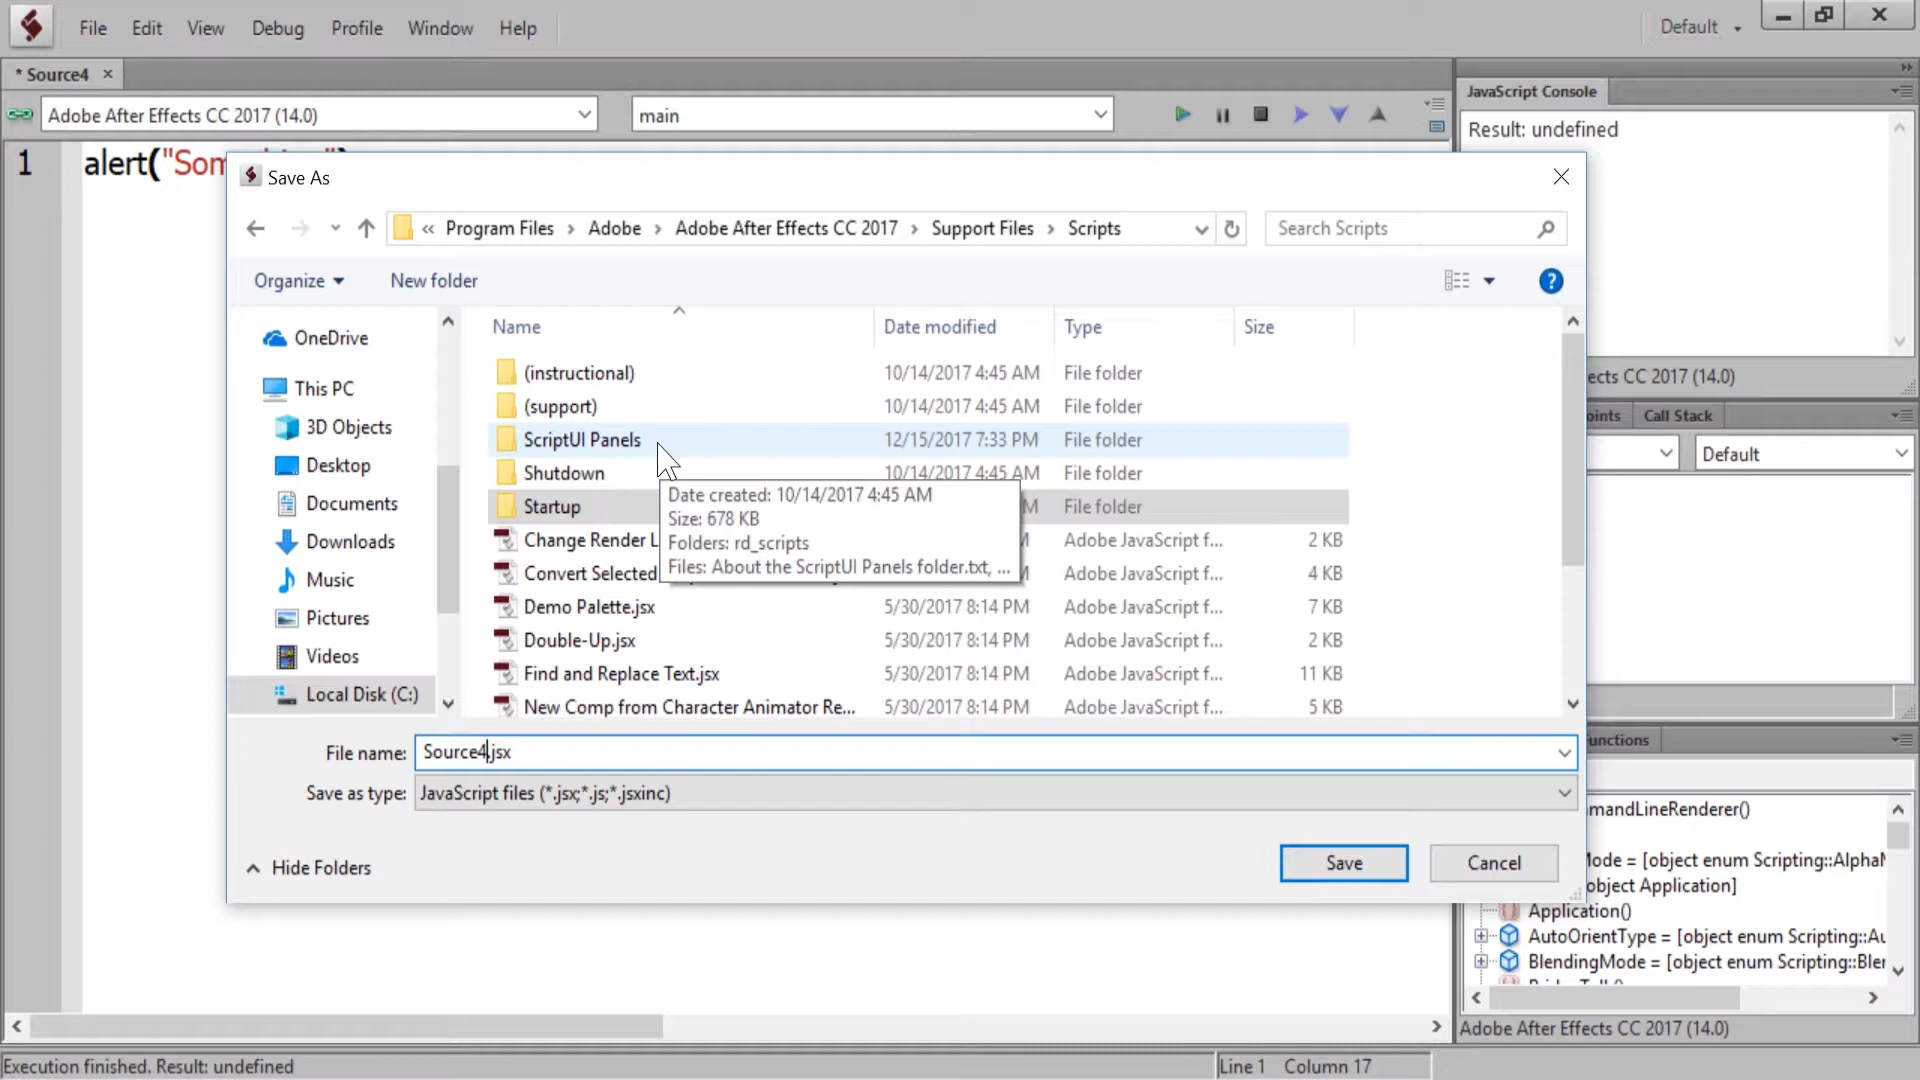 File Edit View Debug Profile Window Help Default
* Source4
Adobe After Effects CC 2017 (14.0) main
1 alert("Som
JavaScript Console
Result: undefined
Save As
« Program Files › Adobe › Adobe After Effects CC 2017 › Support Files › Scripts Search Scripts
Organize New folder
OneDrive
This PC
3D Objects
Desktop
Documents
Downloads
Music
Pictures
Videos
Local Disk (C:)
Name Date modified Type Size
(instructional) 10/14/2017 4:45 AM File folder
(support) 10/14/2017 4:45 AM File folder
ScriptUI Panels 12/15/2017 7:33 PM File folder
Shutdown 10/14/2017 4:45 AM File folder
Startup M File folder
Change Render L M Adobe JavaScript f... 2 KB
Convert Selected Adobe JavaScript f... 4 KB
Demo Palette.jsx 5/30/2017 8:14 PM Adobe JavaScript f... 7 KB
Double-Up.jsx 5/30/2017 8:14 PM Adobe JavaScript f... 2 KB
Find and Replace Text.jsx 5/30/2017 8:14 PM Adobe JavaScript f... 11 KB
New Comp from Character Animator Re... 5/30/2017 8:14 PM Adobe JavaScript f... 5 KB
Date created: 10/14/2017 4:45 AM
Size: 678 KB
Folders: rd_scripts
Files: About the ScriptUI Panels folder.txt, ...
File name: Source4.jsx
Save as type: JavaScript files (*.jsx;*.js;*.jsxinc)
Hide Folders Save Cancel
ects CC 2017 (14.0)
oints Call Stack
Default
unctions
mandLineRenderer()
Mode = [object enum Scripting::AlphaM
object Application]
Application()
AutoOrientType = [object enum Scripting::Au
BlendingMode = [object enum Scripting::Blen
Adobe After Effects CC 2017 (14.0)
Execution finished. Result: undefined Line 1 Column 17